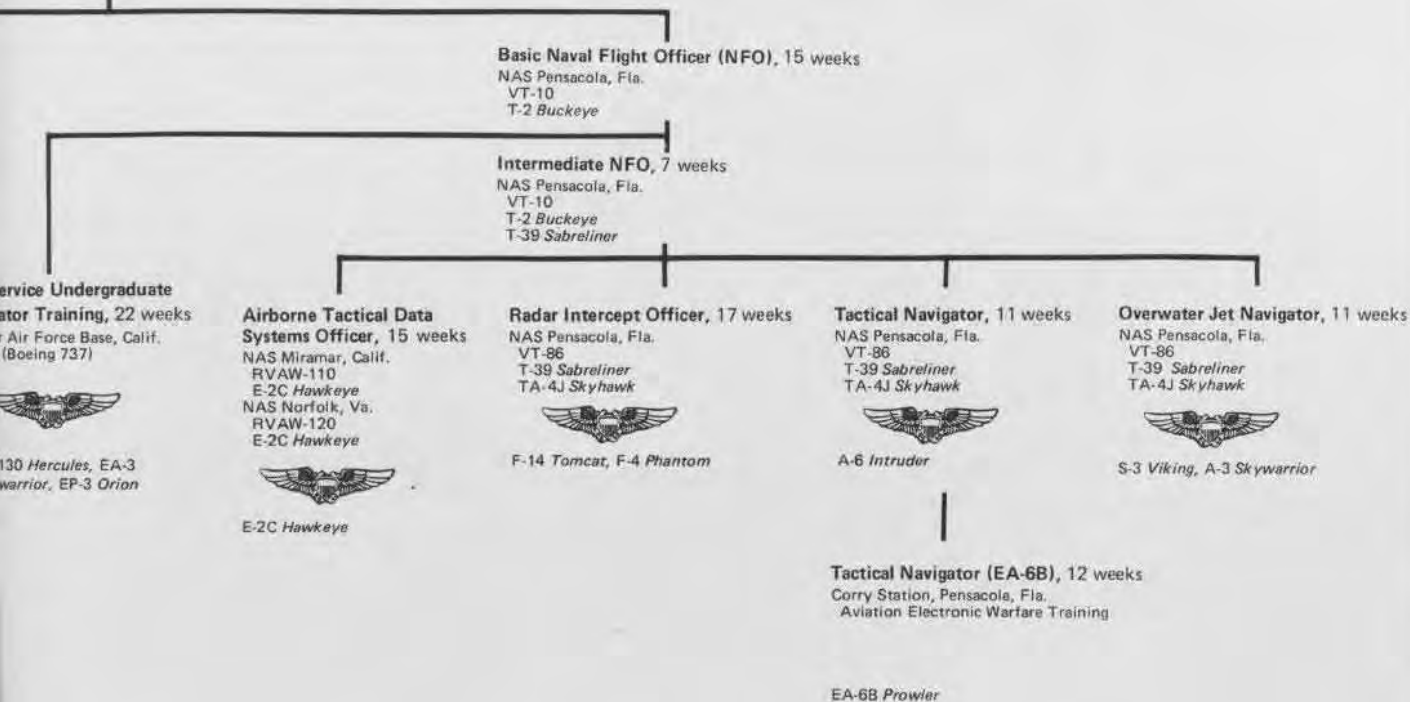 Basic Naval Flight Officer (NFO), 15 weeks
NAS Pensacola, Fla.
VT-10
T-2 Buckeye
Intermediate NFO, 7 weeks
NAS Pensacola, Fla.
VT-10
T-2 Buckeye
T-39 Sabreliner
ervice Undergraduate
ator Training, 22 weeks
r Air Force Base, Calif.
(Boeing 737)
130 Hercules, EA-3
warrior, EP-3 Orion
Airborne Tactical Data
Systems Officer, 15 weeks
NAS Miramar, Calif.
RVAW-110
E-2C Hawkeye
NAS Norfolk, Va.
RVAW-120
E-2C Hawkeye
E-2C Hawkeye
Radar Intercept Officer, 17 weeks
NAS Pensacola, Fla.
VT-86
T-39 Sabreliner
TA-4J Skyhawk
F-14 Tomcat, F-4 Phantom
Tactical Navigator, 11 weeks
NAS Pensacola, Fla.
VT-86
T-39 Sabreliner
TA-4J Skyhawk
A-6 Intruder
Tactical Navigator (EA-6B), 12 weeks
Corry Station, Pensacola, Fla.
Aviation Electronic Warfare Training
EA-6B Prowler
Overwater Jet Navigator, 11 weeks
NAS Pensacola, Fla.
VT-86
T-39 Sabreliner
TA-4J Skyhawk
S-3 Viking, A-3 Skywarrior